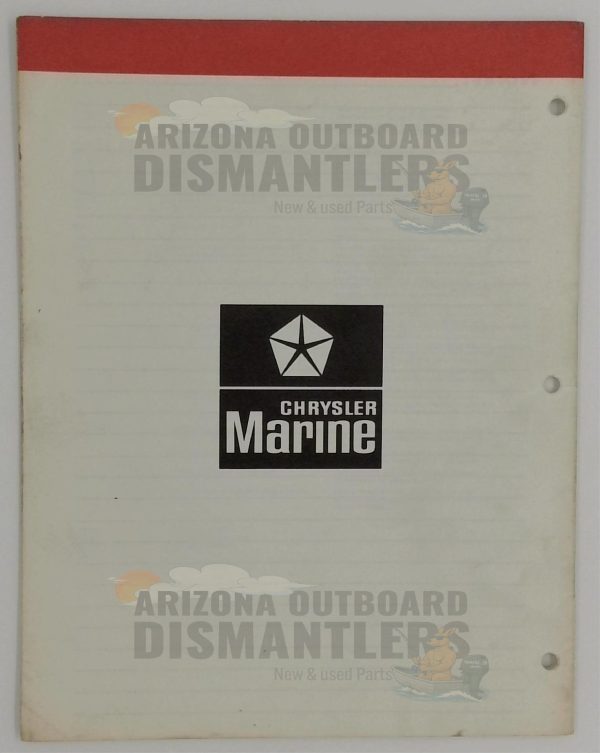 ARIZONA OUTBOARD
DISMANTLERS
New & used Parts
CHRYSLER
Marine
ARIZONA OUTBOARD
DISMANTLERS
New & used Parts